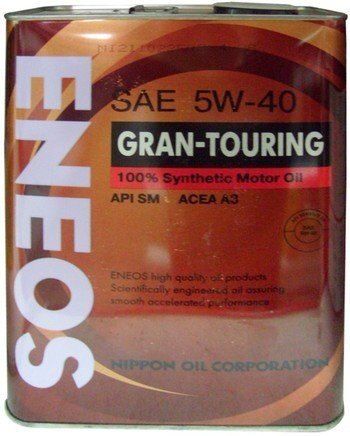 ENEOS
SAE 5W-40
GRAN-TOURING
100% Synthetic Motor Oil
API SM ACEA A3
ENEOS high quality oil products
Scientifically engineered oil assuring
smooth accelerated performance
NIPPON OIL CORPORATION